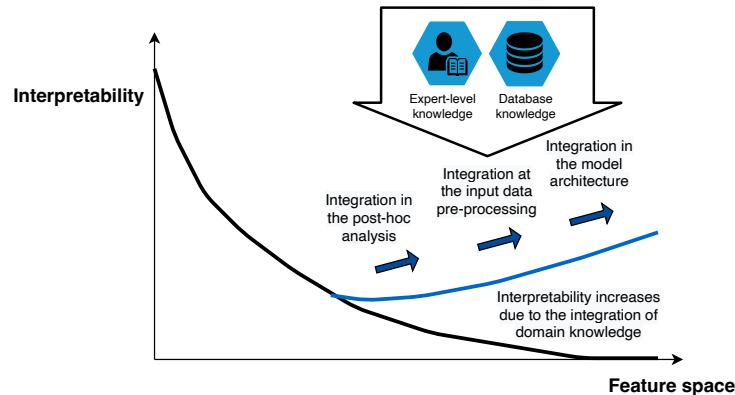 Interpretability
Expert-level
knowledge
Database
knowledge
Integration in
the post-hoc
analysis
Integration at
the input data
pre-processing
Integration in
the model
architecture
Interpretability increases
due to the integration of
domain knowledge
Feature space